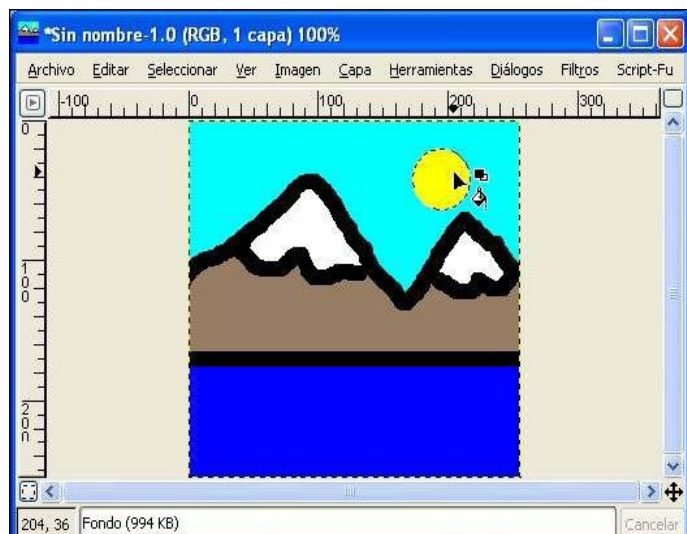 *Sin nombre-1.0 (RGB, 1 capa) 100%
Archivo Editar Seleccionar Ver Imagen Capa Herramientas Diálogos Filtros Script-Fu
-100 0 100 200 300
0
100
200
204, 36 Fondo (994 KB) Cancelar